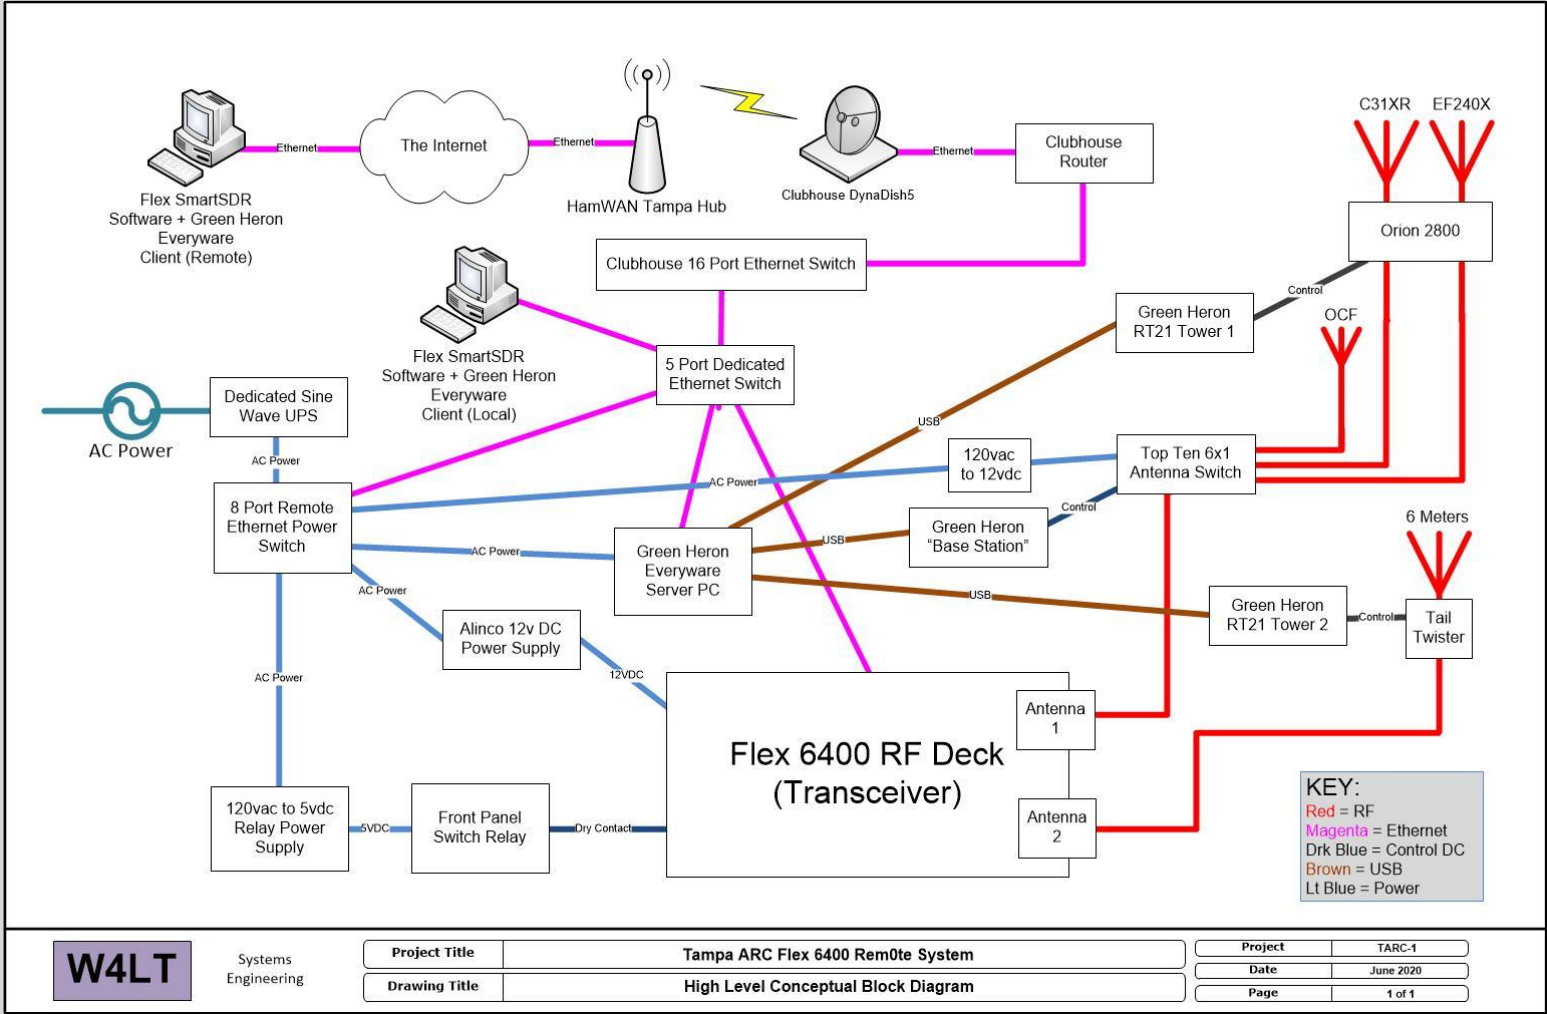 C31XR
EF240X
Ethernet
The Internet
Ethernet
Ethernet
Clubhouse
Router
Flex SmartSDR
Software + Green Heron
Everyware
Client (Remote)
HamWAN Tampa Hub
Clubhouse DynaDish5
Orion 2800
Clubhouse 16 Port Ethernet Switch
Control
Green Heron
RT21 Tower 1
OCF
Flex SmartSDR
Software + Green Heron
Everyware
Client (Local)
5 Port Dedicated
Ethernet Switch
Dedicated Sine
Wave UPS
AC Power
USB
AC Power
120vac
to 12vdc
Top Ten 6x1
Antenna Switch
AC Power
8 Port Remote
Ethernet Power
Switch
Control
Green Heron
“Base Station”
6 Meters
USB
AC Power
Green Heron
Everyware
Server PC
AC Power
USB
Green Heron
RT21 Tower 2
Control
Tail
Twister
Alinco 12v DC
Power Supply
12VDC
AC Power
Antenna
1
Flex 6400 RF Deck
(Transceiver)
Antenna
2
120vac to 5vdc
Relay Power
Supply
5VDC
Front Panel
Switch Relay
Dry Contact
KEY:
Red = RF
Magenta = Ethernet
Drk Blue = Control DC
Brown = USB
Lt Blue = Power
W4LT
Systems
Engineering
Project Title
Tampa ARC Flex 6400 Rem0te System
Drawing Title
High Level Conceptual Block Diagram
Project
TARC-1
Date
June 2020
Page
1 of 1